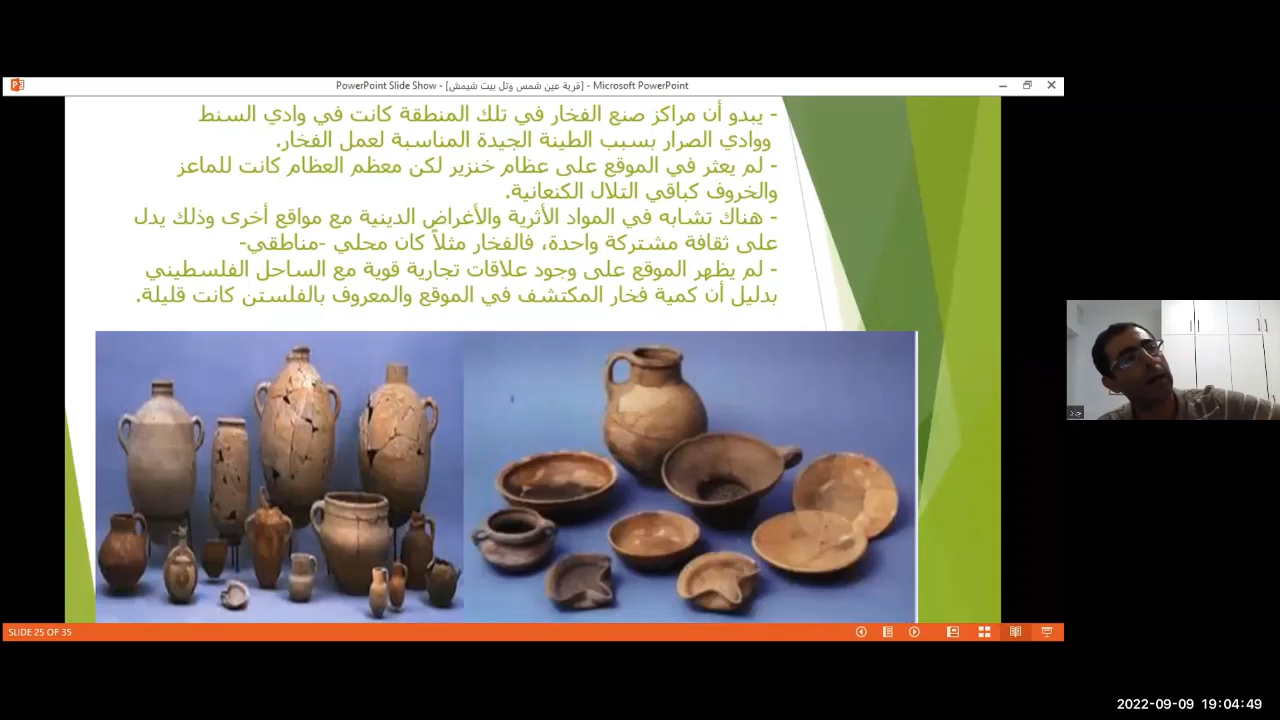 PowerPoint Slide Show - [قرية عين شمس وتل بيت شيمش] - Microsoft PowerPoint
- يبدو أن مراكز صنع الفخار في تلك المنطقة كانت في وادي السنط
ووادي الصرار بسبب الطينة الجيدة المناسبة لعمل الفخار.
- لم يعثر في الموقع على عظام خنزير لكن معظم العظام كانت للماعز
والخروف كباقي التلال الكنعانية.
- هناك تشابه في المواد الأثرية والأغراض الدينية مع مواقع أخرى وذلك يدل
على ثقافة مشتركة واحدة، فالفخار مثلاً كان محلي -مناطقي-
- لم يظهر الموقع على وجود علاقات تجارية قوية مع الساحل الفلسطيني
بدليل أن كمية فخار المكتشف في الموقع والمعروف بالفلستن كانت قليلة.
SLIDE 25 OF 35
2022-09-09 19:04:49